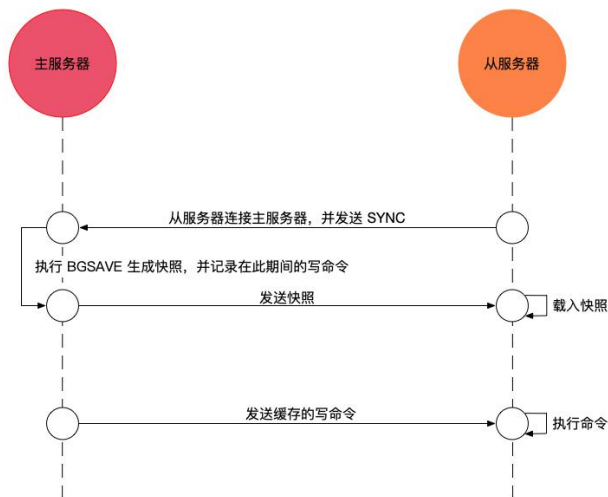 主服务器
从服务器
从服务器连接主服务器，并发送 SYNC
执行 BGSAVE 生成快照，并记录在此期间的写命令
发送快照
载入快照
发送缓存的写命令
执行命令